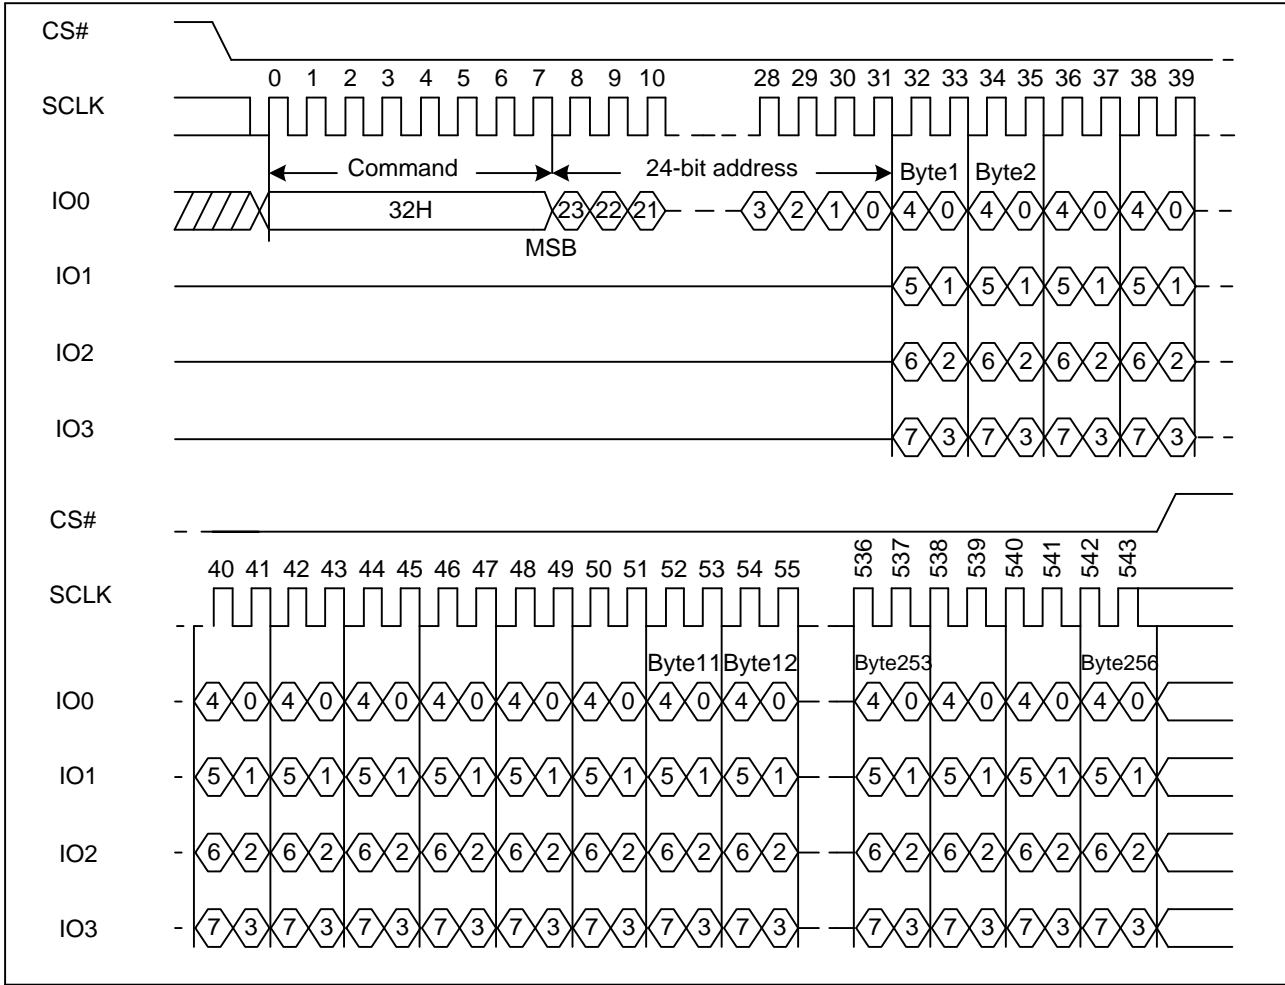 CS#
0 1 2 3 4 5 6 7 8 9 10 28 29 30 31 32 33 34 35 36 37 38 39
SCLK
Command 24-bit address Byte1 Byte2
IO0 32H 23 22 21 3 2 1 0 4 0 4 0 4 0 4 0
MSB
IO1 5 1 5 1 5 1 5 1
IO2 6 2 6 2 6 2 6 2
IO3 7 3 7 3 7 3 7 3
CS#
40 41 42 43 44 45 46 47 48 49 50 51 52 53 54 55 536 537 538 539 540 541 542 543
SCLK
Byte11 Byte12 Byte253 Byte256
IO0 4 0 4 0 4 0 4 0 4 0 4 0 4 0 4 0 4 0 4 0 4 0 4 0
IO1 5 1 5 1 5 1 5 1 5 1 5 1 5 1 5 1 5 1 5 1 5 1 5 1
IO2 6 2 6 2 6 2 6 2 6 2 6 2 6 2 6 2 6 2 6 2 6 2 6 2
IO3 7 3 7 3 7 3 7 3 7 3 7 3 7 3 7 3 7 3 7 3 7 3 7 3